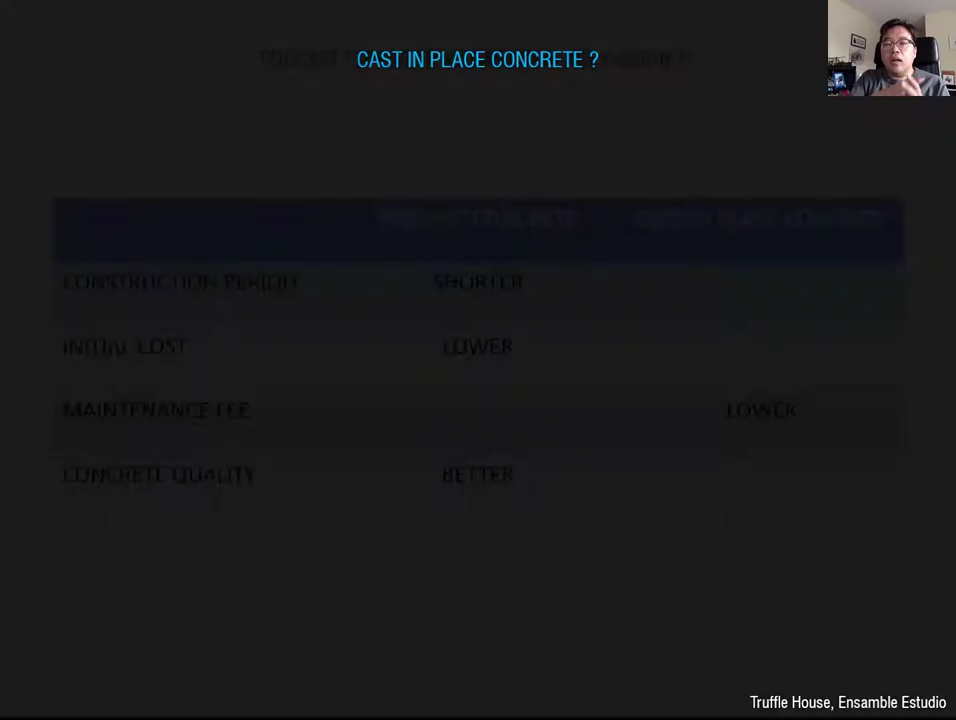 CAST IN PLACE CONCRETE ?
CONSTRUCTION PERIOD SHORTER
INITIAL COST LOWER
MAINTENANCE FEE LOWER
CONCRETE QUALITY BETTER
Truffle House, Ensamble Estudio